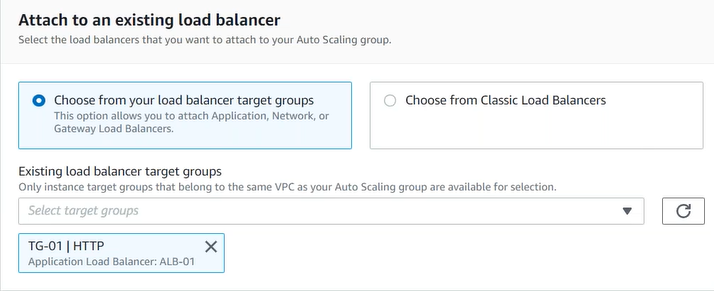 Attach to an existing load balancer
Select the load balancers that you want to attach to your Auto Scaling group.
Choose from your load balancer target groups
This option allows you to attach Application, Network, or
Gateway Load Balancers.
Choose from Classic Load Balancers
Existing load balancer target groups
Only instance target groups that belong to the same VPC as your Auto Scaling group are available for selection.
Select target groups
TG-01 | HTTP
Application Load Balancer: ALB-01